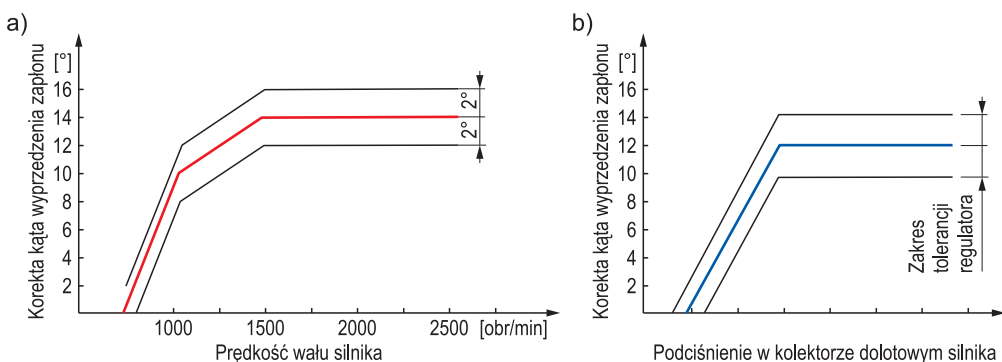 a)
Korekta kąta wyprzedzenia zapłonu
[°]
16
14
12
10
8
6
4
2
2°
2°
1000
1500
2000
2500
[obr/min]
Prędkość wału silnika
b)
Korekta kąta wyprzedzenia zapłonu
[°]
16
14
12
10
8
6
4
2
Zakres
tolerancji
regulatora
Podciśnienie w kolektorze dolotowym silnika